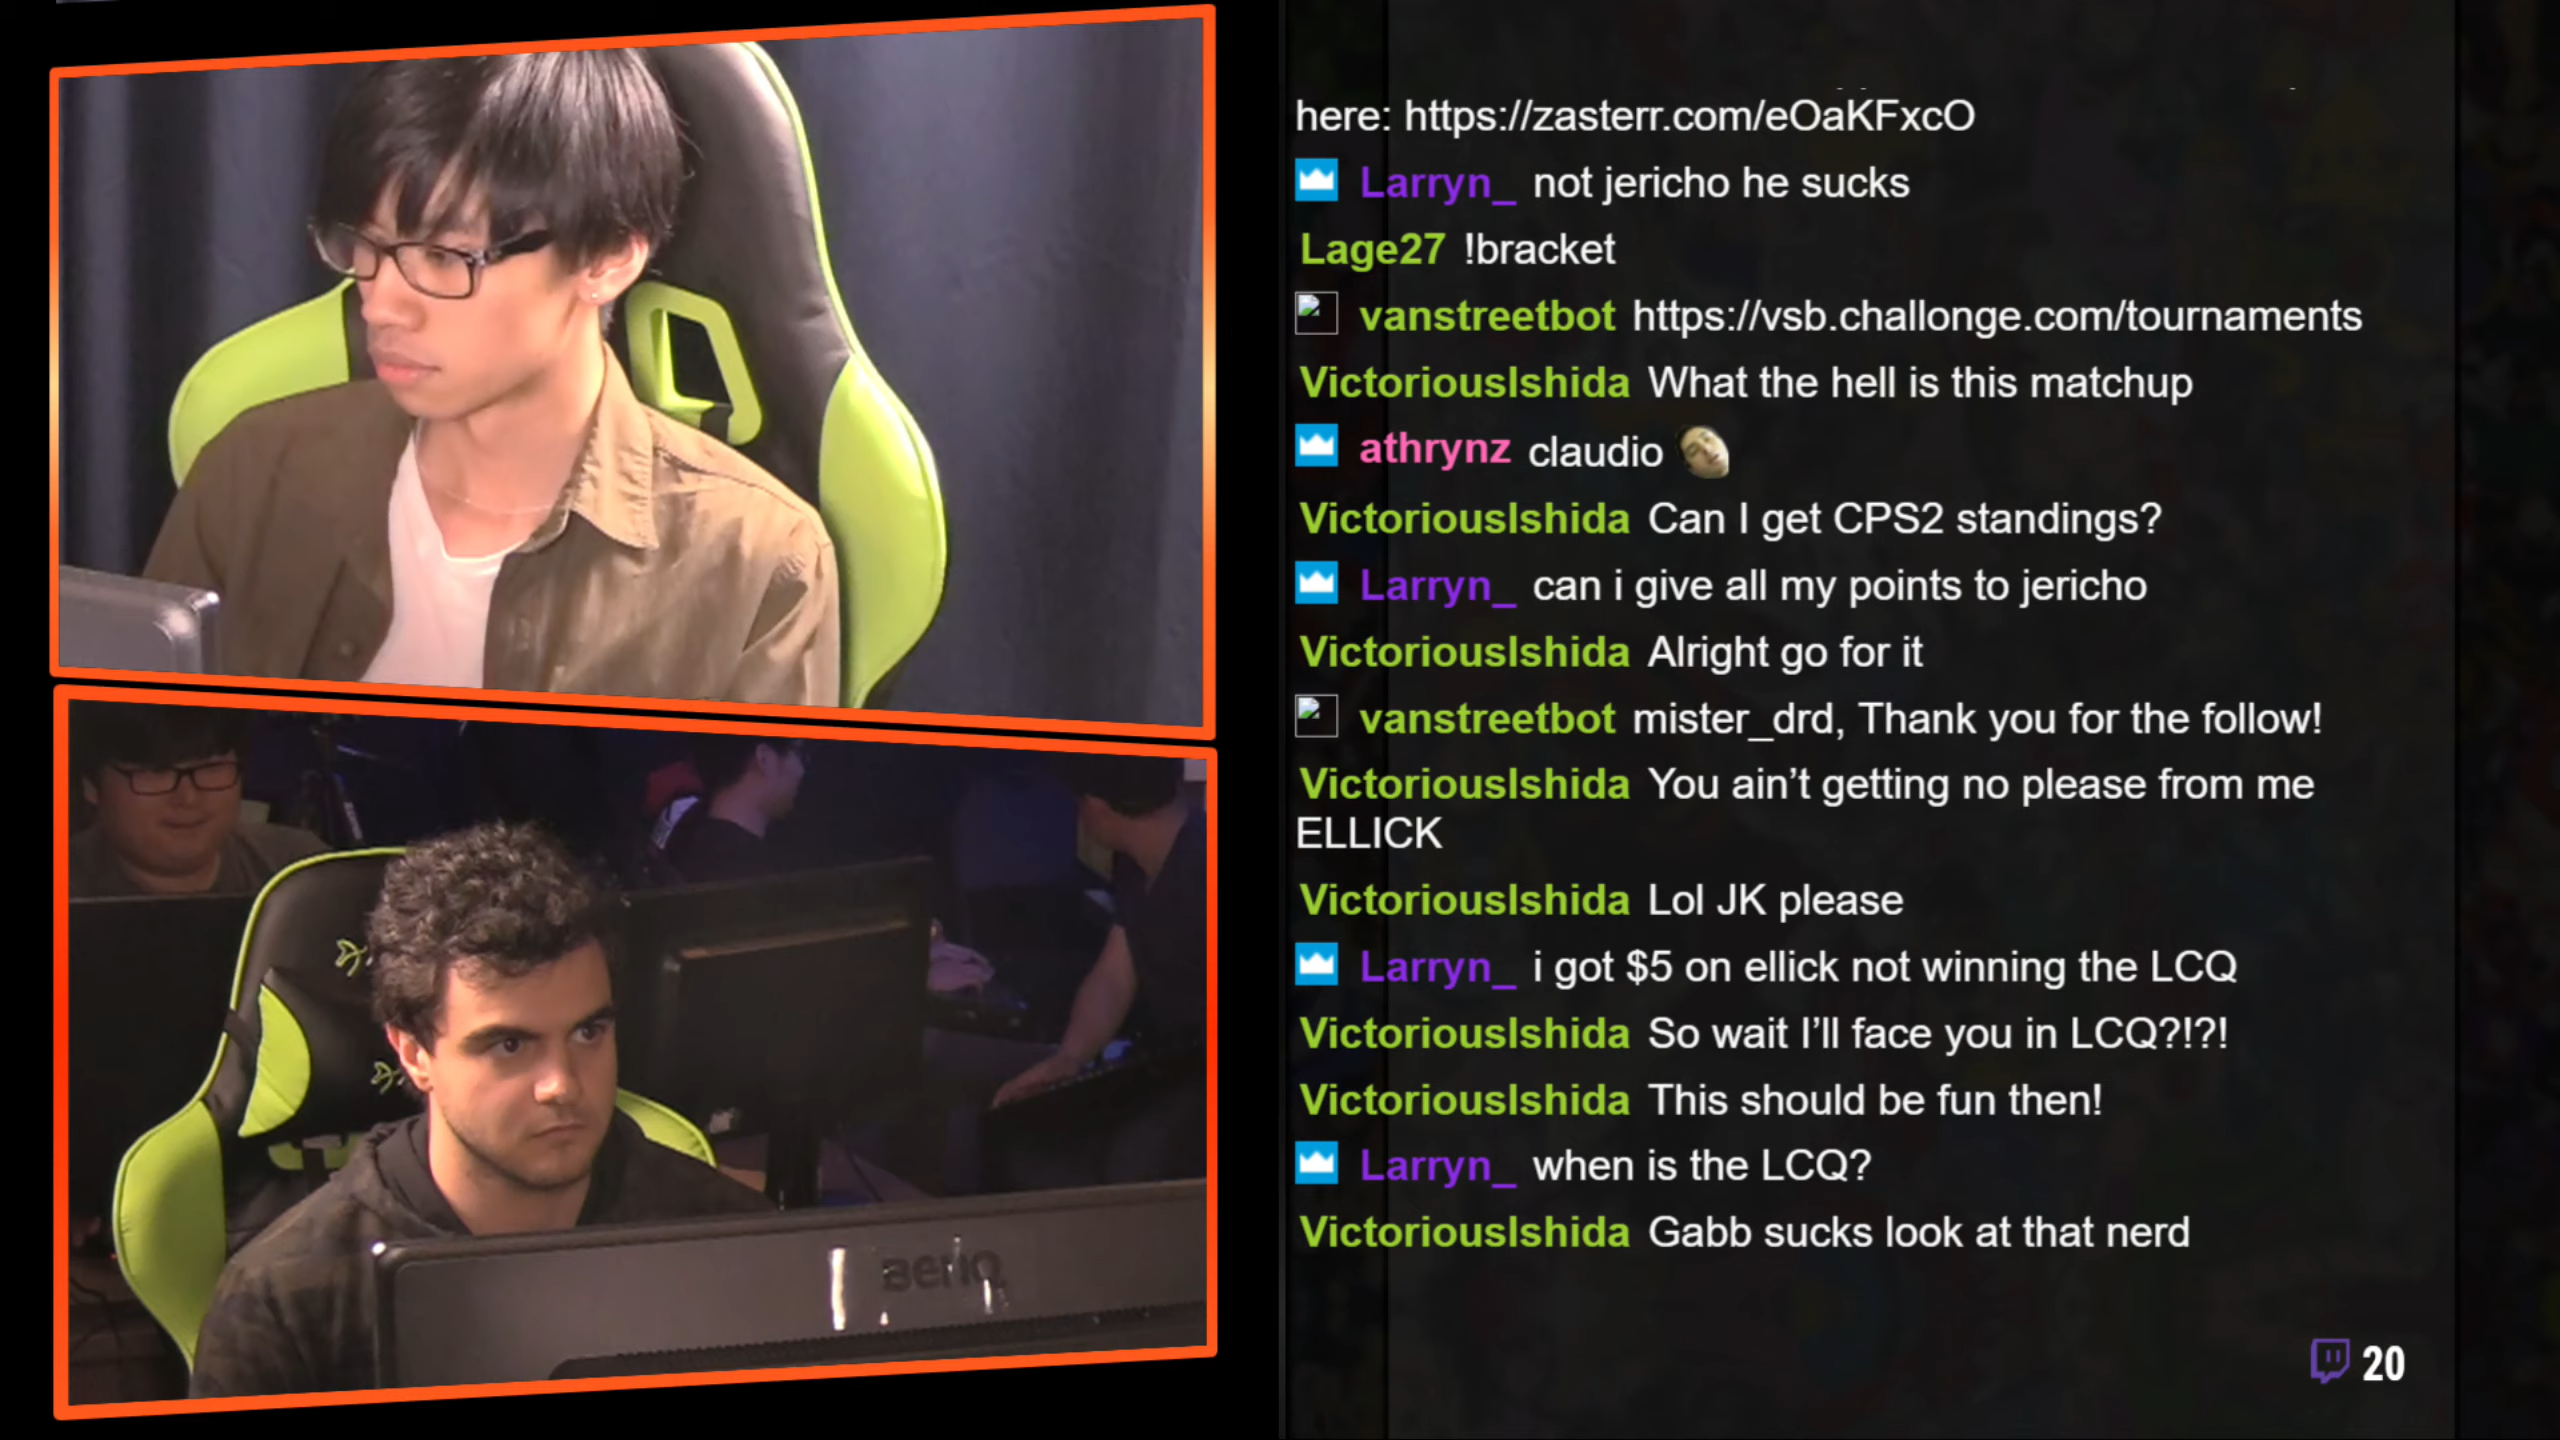 here: https://zasterr.com/eOaKFxcO
Larryn_ not jericho he sucks
Lage27 !bracket
vanstreetbot https://vsb.challonge.com/tournaments
VictoriousIshida What the hell is this matchup
athrynz claudio
VictoriousIshida Can I get CPS2 standings?
Larryn_ can i give all my points to jericho
VictoriousIshida Alright go for it
vanstreetbot mister_drd, Thank you for the follow!
VictoriousIshida You ain’t getting no please from me
ELLICK
VictoriousIshida Lol JK please
Larryn_ i got $5 on ellick not winning the LCQ
VictoriousIshida So wait I’ll face you in LCQ?!?!
VictoriousIshida This should be fun then!
Larryn_ when is the LCQ?
VictoriousIshida Gabb sucks look at that nerd
BenQ
20